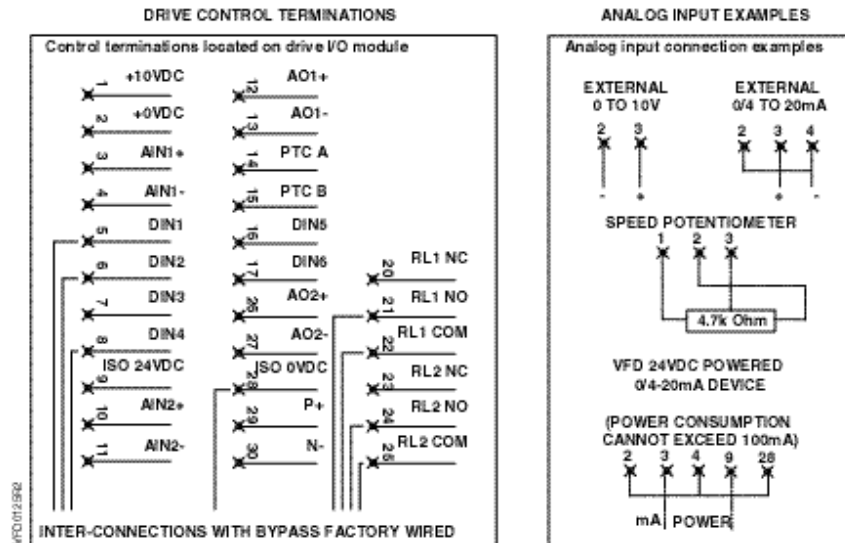 DRIVE CONTROL TERMINATIONS
Control terminations located on drive I/O module
1 +10VDC
2 +0VDC
3 AIN1+
4 AIN1-
5 DIN1
6 DIN2
7 DIN3
8 DIN4
9 ISO 24VDC
10 AIN2+
11 AIN2-
12 AO1+
13 AO1-
14 PTC A
15 PTC B
16 DIN5
17 DIN6
26 AO2+
27 AO2-
28 ISO 0VDC
29 P+
30 N-
20 RL1 NC
21 RL1 NO
22 RL1 COM
23 RL2 NC
24 RL2 NO
25 RL2 COM
INTER-CONNECTIONS WITH BYPASS FACTORY WIRED
ANALOG INPUT EXAMPLES
Analog input connection examples
EXTERNAL
0 TO 10V
2 3
- +
EXTERNAL
0/4 TO 20mA
2 3 4
+ -
SPEED POTENTIOMETER
1 2 3
4.7k Ohm
VFD 24VDC POWERED
0/4-20mA DEVICE
(POWER CONSUMPTION
CANNOT EXCEED 100mA)
2 3 4 9 28
mA POWER